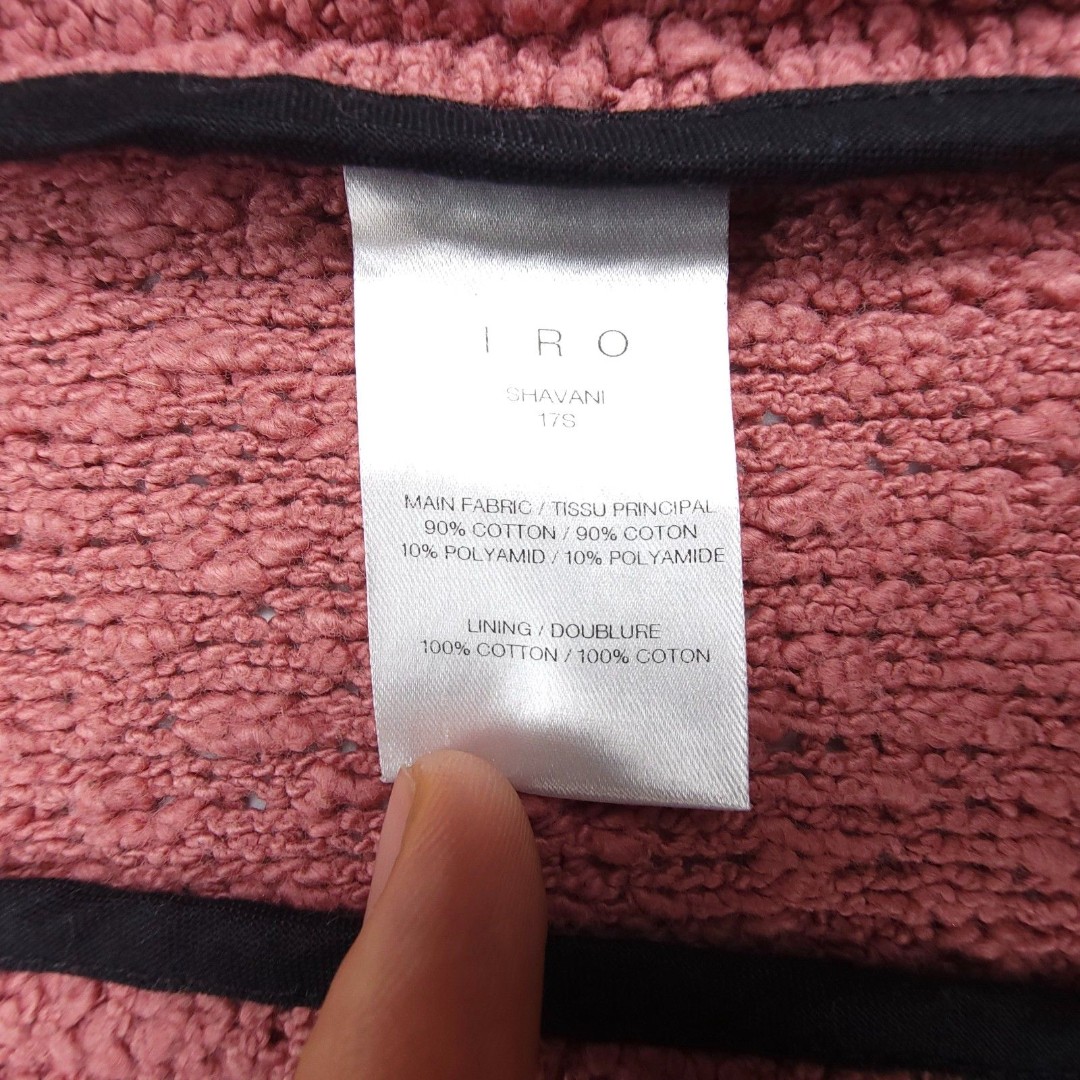 IRO
SHAVANI
17S
MAIN FABRIC / TISSU PRINCIPAL
90% COTTON / 90% COTON
10% POLYAMID / 10% POLYAMIDE
LINING / DOUBLURE
100% COTTON / 100% COTON